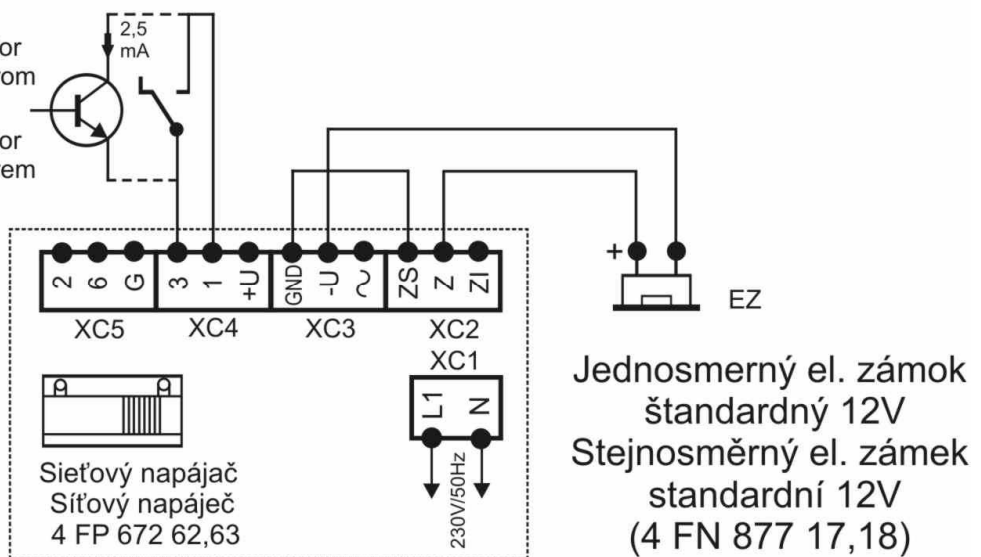 2,5
mA
2 6 G 3 1 +U GND -U ~ ZS Z ZI
XC5 XC4 XC3 XC2
XC1
L1 N
230V/50Hz
+
EZ
Sieťový napájač
Síťový napáječ
4 FP 672 62,63
Jednosmerný el. zámok
štandardný 12V
Stejnosměrný el. zámek
standardní 12V
(4 FN 877 17,18)